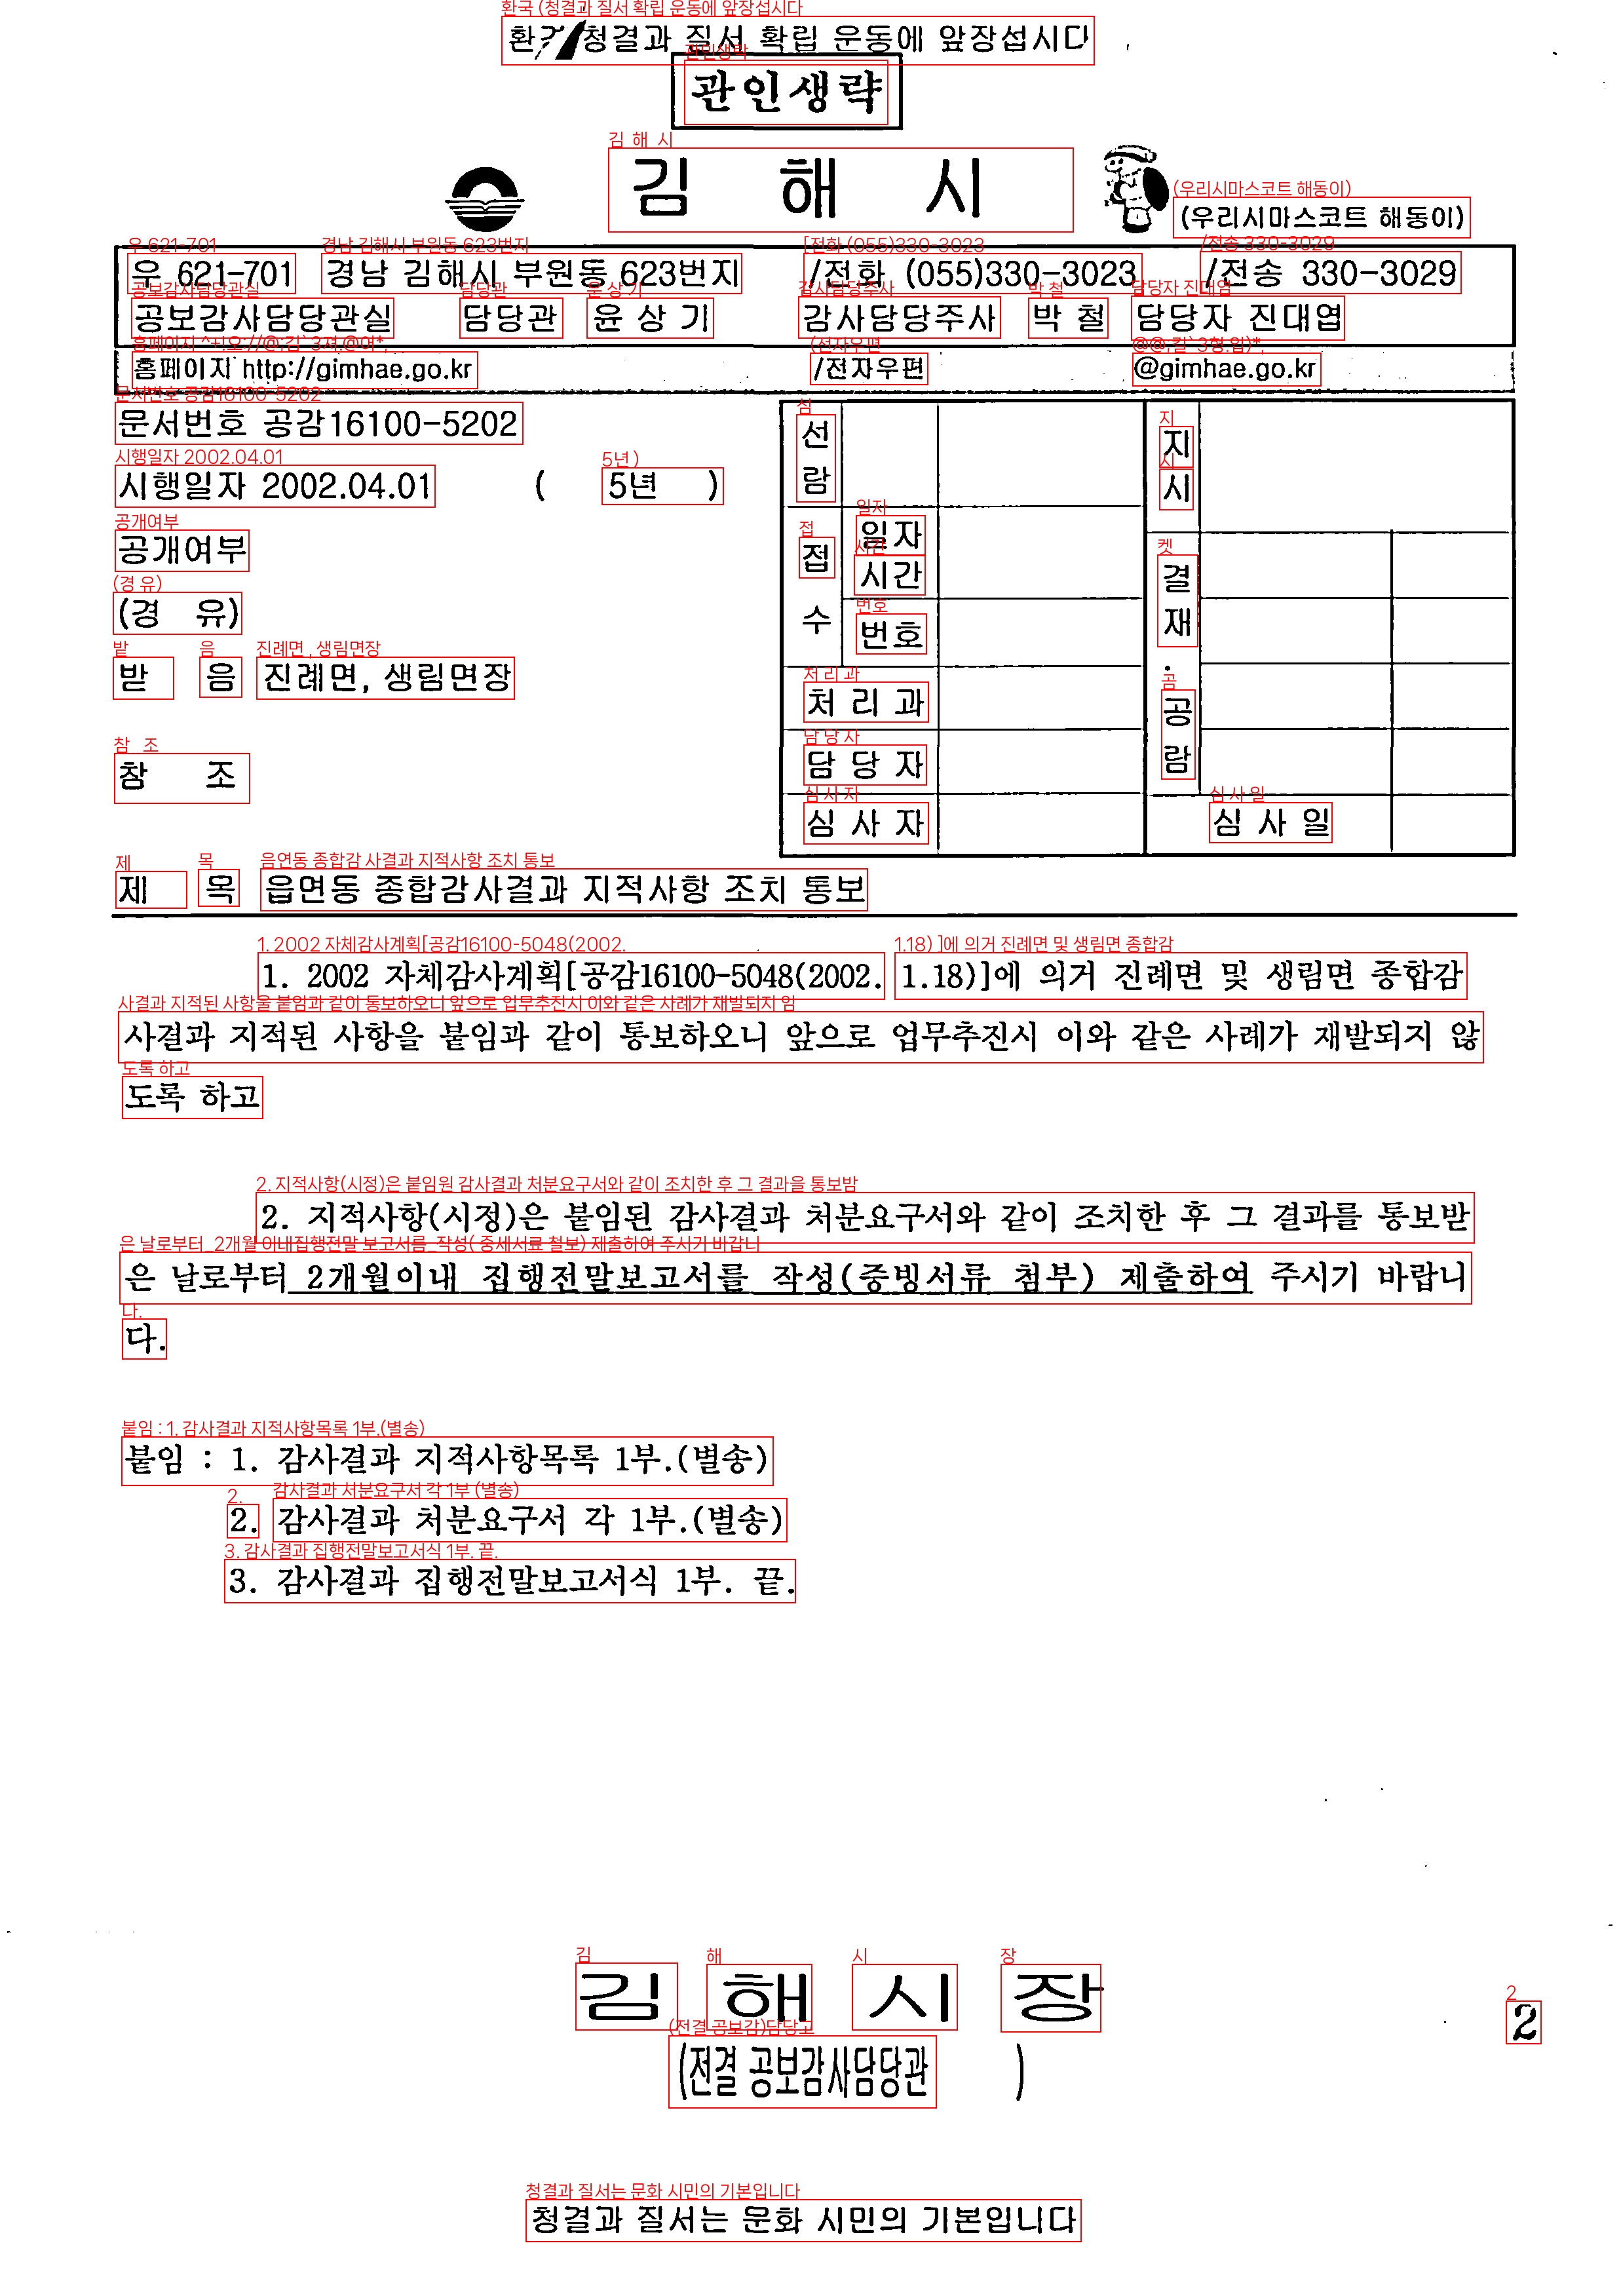 청결과 질서 확립 운동에 앞장섭시다
관인생략
김 해 시
(우리시마스코트 해동이)
우 621-701 경남 김해시 부원동 623번지 /전화 (055)330-3023 /전송 330-3029
공보감사담당관실 담당관 윤 상 기 감사담당주사 박 철 담당자 진대엽
홈페이지 http://gimhae.go.kr /전자우편 @gimhae.go.kr
문서번호 공감16100-5202
시행일자 2002.04.01 ( 5년 )
공개여부
(경 유)
받 음 진례면, 생림면장
참 조
선람
지시
접수
일자
시간
번호
결재·공람
처 리 과
담 당 자
심 사 자
심 사 일
제 목 읍면동 종합감사결과 지적사항 조치 통보
1. 2002 자체감사계획[공감16100-5048(2002. 1.18)]에 의거 진례면 및 생림면 종합감
사결과 지적된 사항을 붙임과 같이 통보하오니 앞으로 업무추진시 이와 같은 사례가 재발되지 않
도록 하고
2. 지적사항(시정)은 붙임된 감사결과 처분요구서와 같이 조치한 후 그 결과를 통보받
은 날로부터 2개월이내 집행전말보고서를 작성(증빙서류 첨부) 제출하여 주시기 바랍니
다.
붙임 : 1. 감사결과 지적사항목록 1부.(별송)
2. 감사결과 처분요구서 각 1부.(별송)
3. 감사결과 집행전말보고서식 1부. 끝.
김 해 시 장
(전결 공보감사담당관 )
2
청결과 질서는 문화 시민의 기본입니다